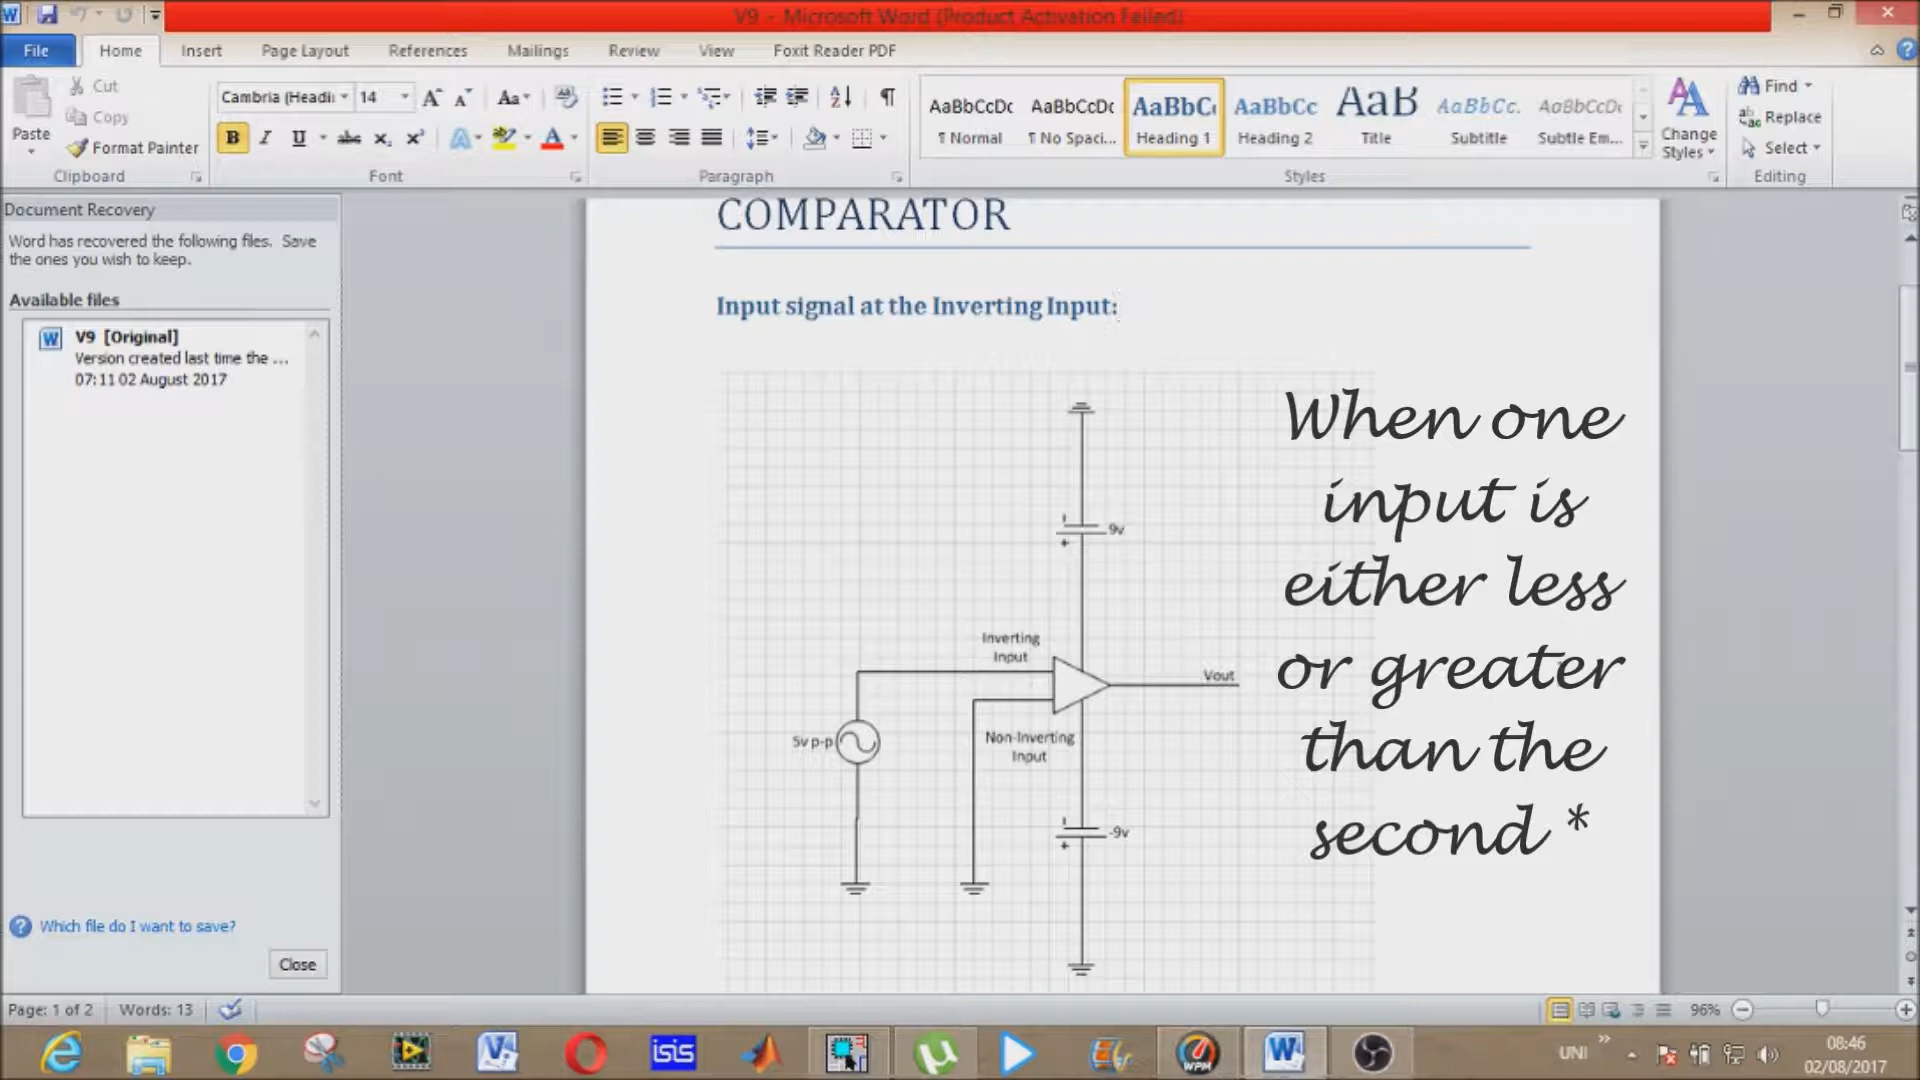 V9 - Microsoft Word (Product Activation Failed)
File Home Insert Page Layout References Mailings Review View Foxit Reader PDF
Paste
Cut
Copy
Format Painter
Clipboard
Cambria (Headi 14
Font
Paragraph
AaBbCcDc AaBbCcDc AaBbC AaBbCc AaB AaBbCc. AaBbCcDc
¶ Normal ¶ No Spaci... Heading 1 Heading 2 Title Subtitle Subtle Em...
Change
Styles
Styles
Find
Replace
Select
Editing
Document Recovery
Word has recovered the following files. Save
the ones you wish to keep.
Available files
V9 [Original]
Version created last time the ...
07:11 02 August 2017
Which file do I want to save?
Close
COMPARATOR
Input signal at the Inverting Input:
9v
Inverting
Input
Vout
5v p-p
Non-Inverting
Input
-9v
When one
input is
either less
or greater
than the
second *
Page: 1 of 2 Words: 13
96%
isis
WPM
UNI
08:46
02/08/2017